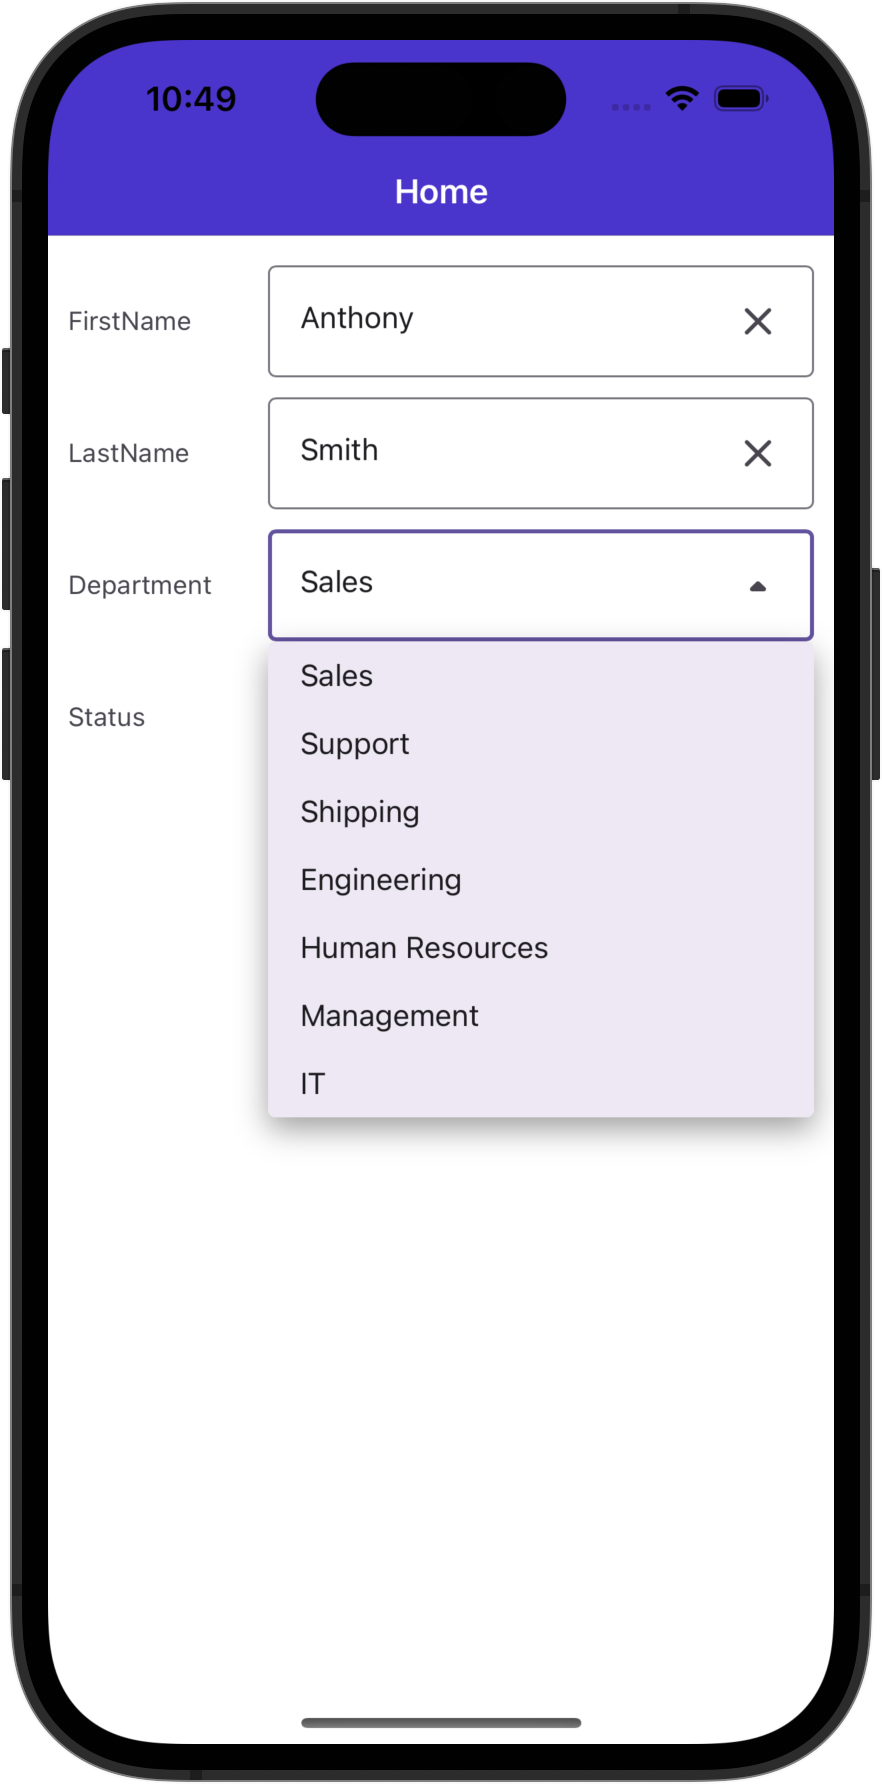 10:49
Home
FirstName
Anthony
LastName
Smith
Department
Sales
Sales
Status
Support
Shipping
Engineering
Human Resources
Management
IT